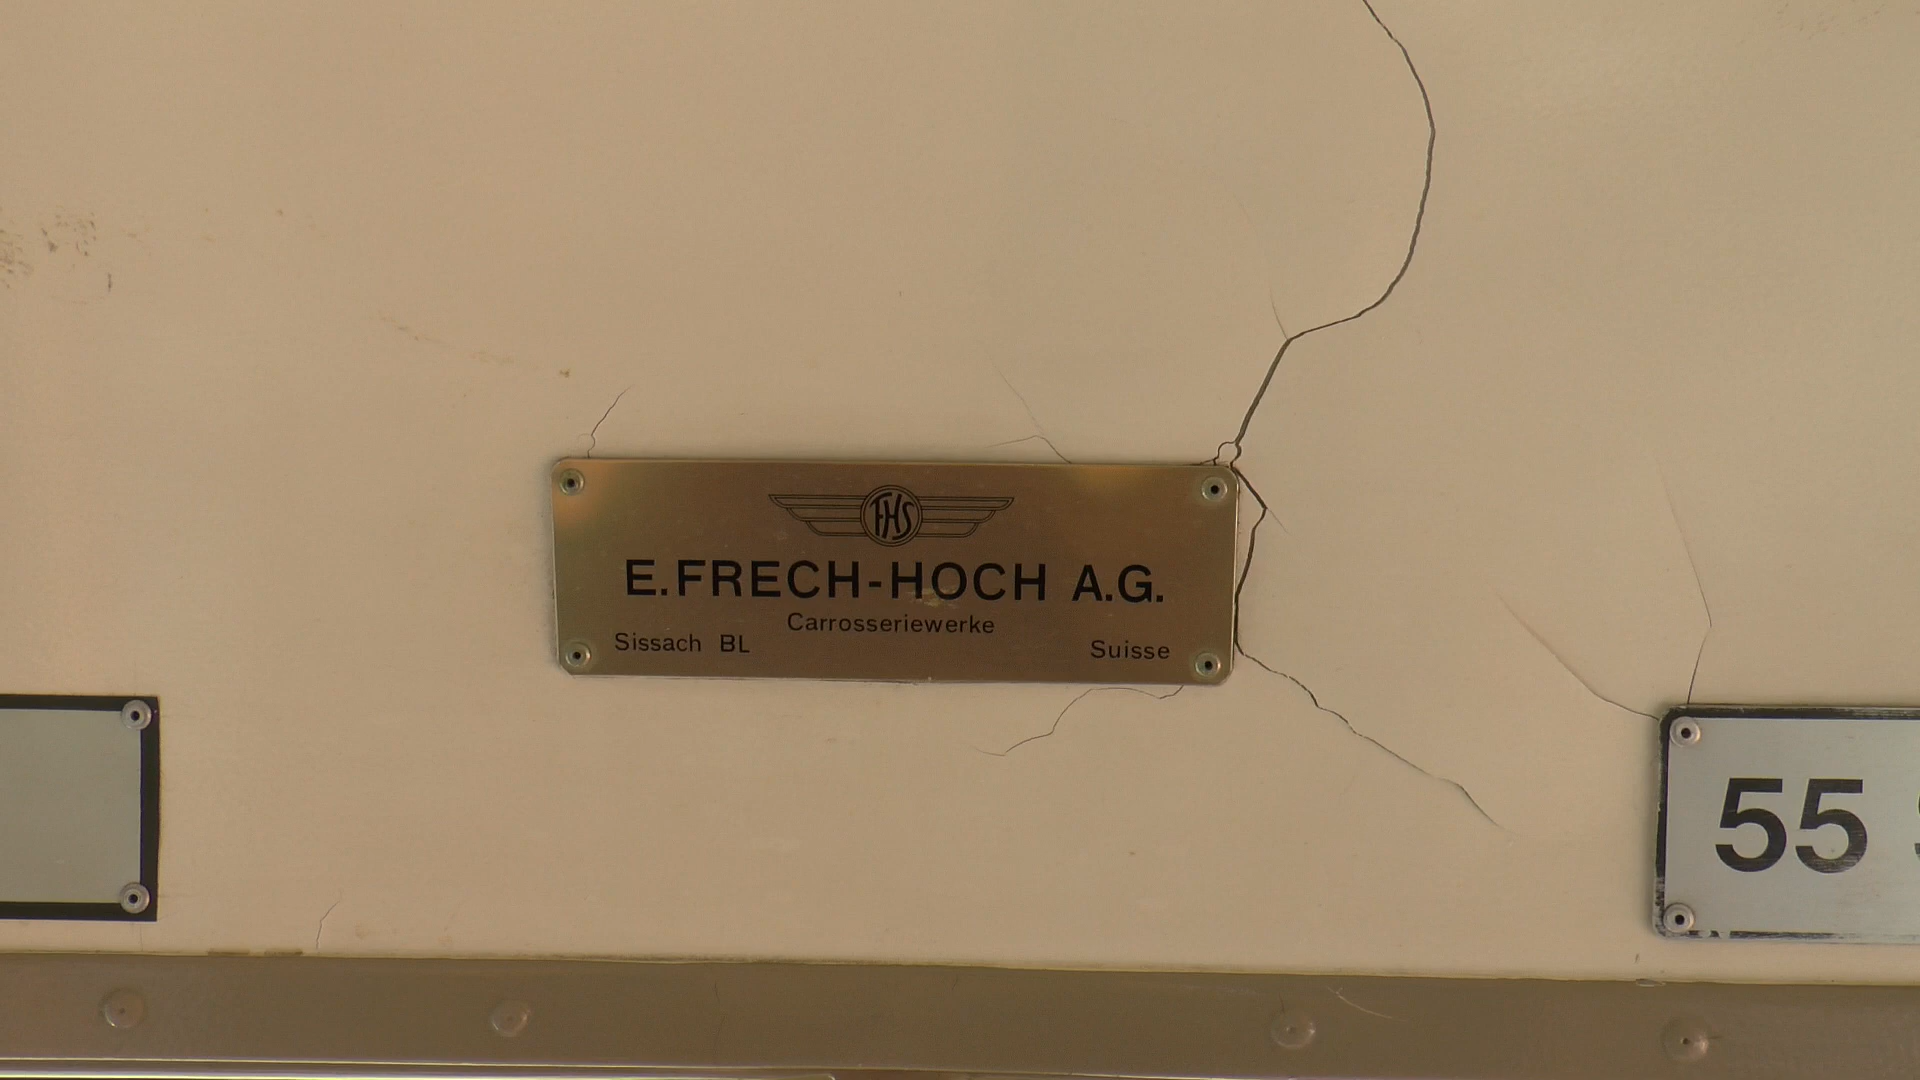 FHS
E. FRECH-HOCH A.G.
Carrosseriewerke
Sissach BL Suisse
55